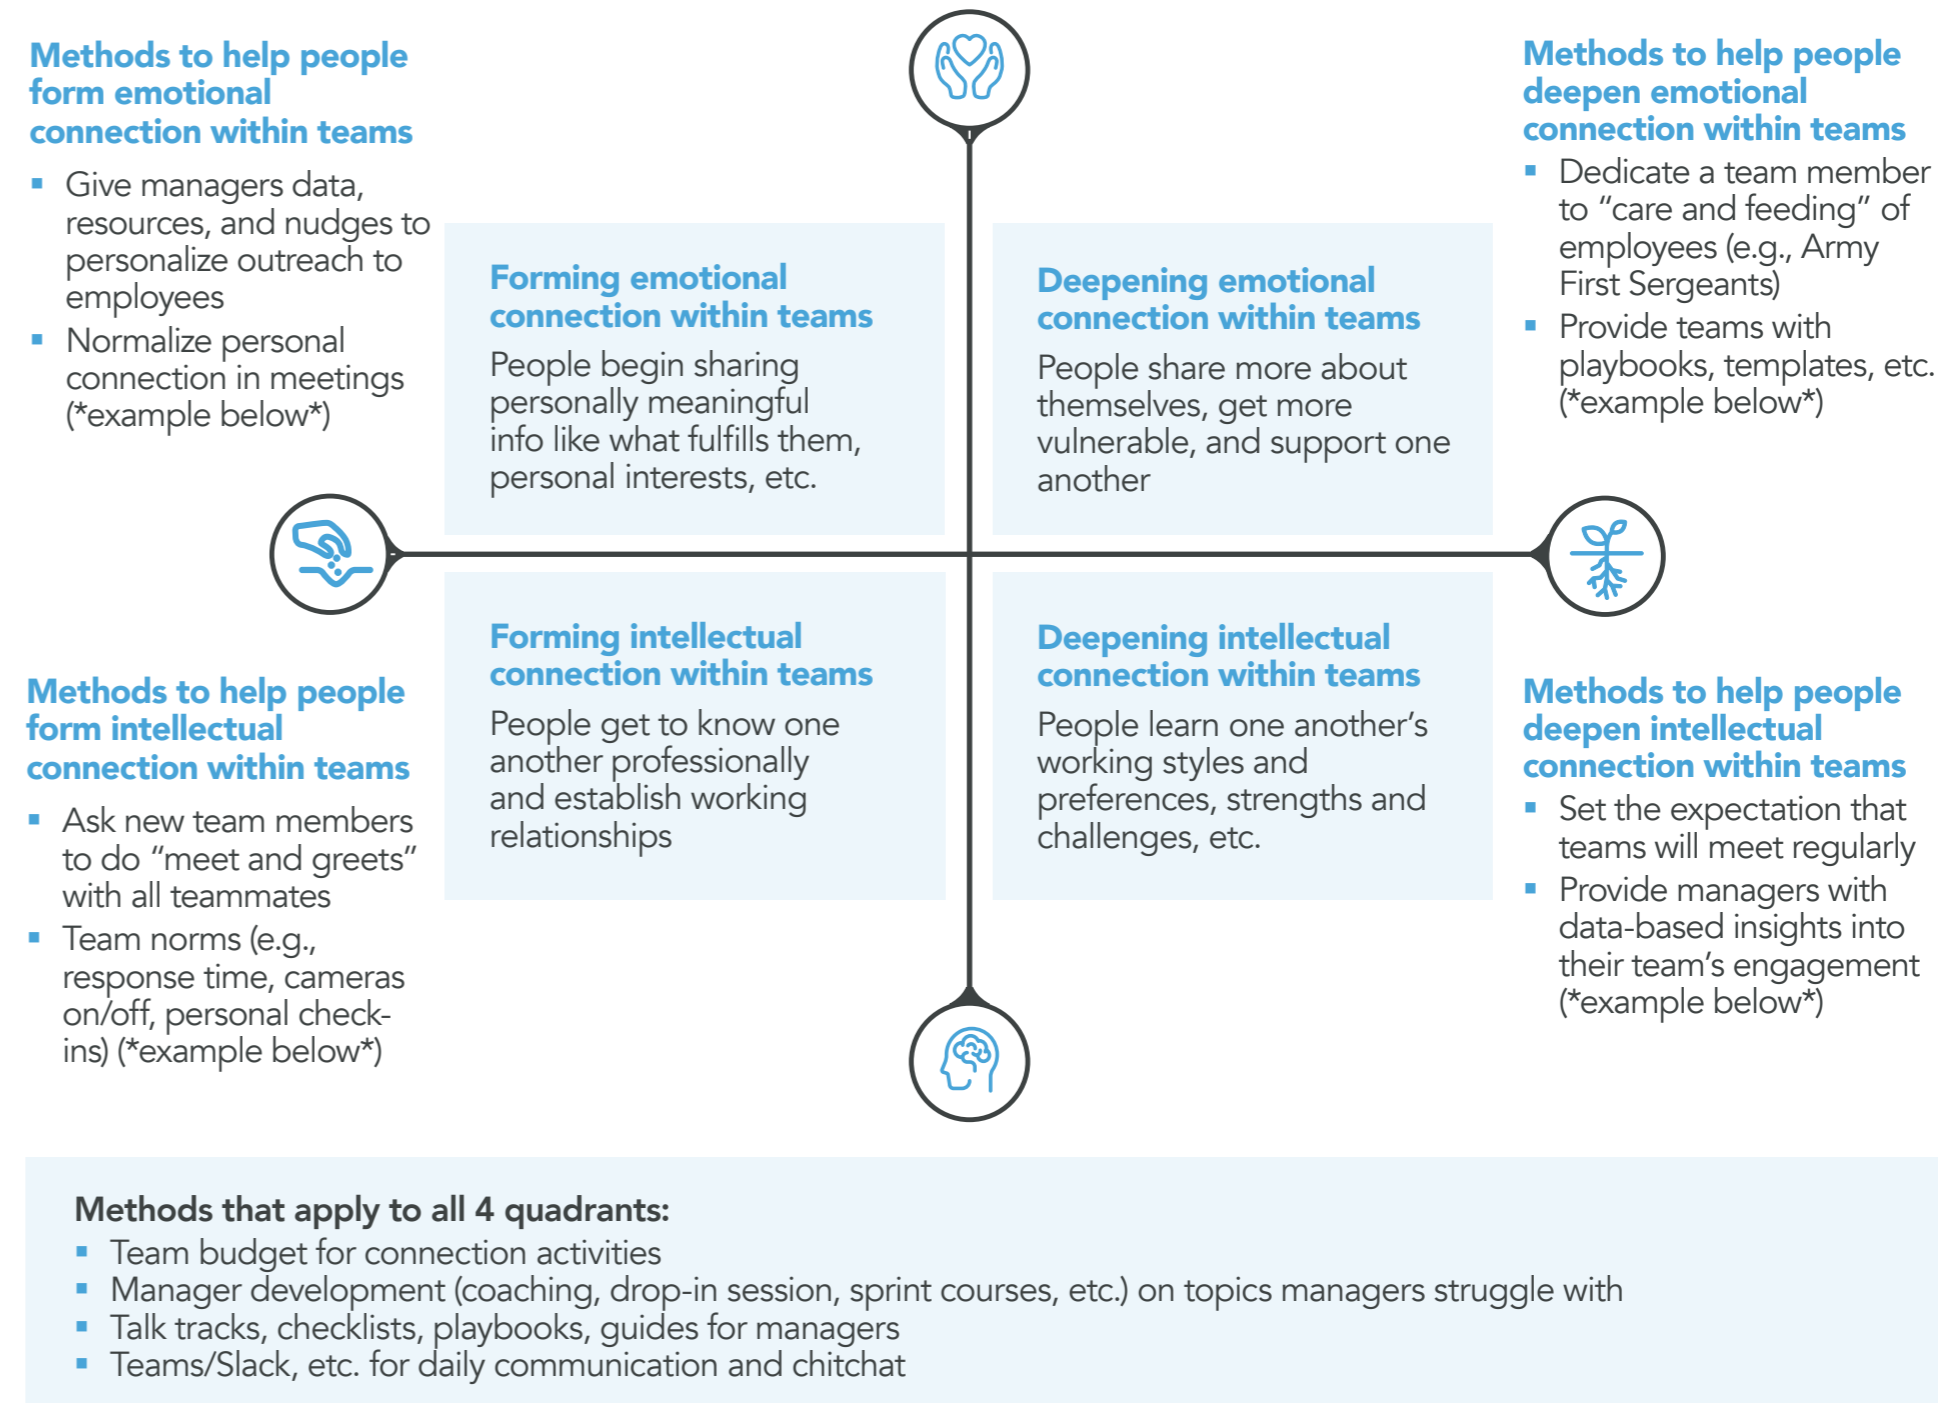 Methods to help people
form emotional
connection within teams
▪ Give managers data,
resources, and nudges to
personalize outreach to
employees
▪ Normalize personal
connection in meetings
(*example below*)
Methods to help people
deepen emotional
connection within teams
▪ Dedicate a team member
to “care and feeding” of
employees (e.g., Army
First Sergeants)
▪ Provide teams with
playbooks, templates, etc.
(*example below*)
Forming emotional
connection within teams
People begin sharing
personally meaningful
info like what fulfills them,
personal interests, etc.
Deepening emotional
connection within teams
People share more about
themselves, get more
vulnerable, and support one
another
Forming intellectual
connection within teams
People get to know one
another professionally
and establish working
relationships
Deepening intellectual
connection within teams
People learn one another’s
working styles and
preferences, strengths and
challenges, etc.
Methods to help people
form intellectual
connection within teams
▪ Ask new team members
to do “meet and greets”
with all teammates
▪ Team norms (e.g.,
response time, cameras
on/off, personal check-
ins) (*example below*)
Methods to help people
deepen intellectual
connection within teams
▪ Set the expectation that
teams will meet regularly
▪ Provide managers with
data-based insights into
their team’s engagement
(*example below*)
Methods that apply to all 4 quadrants:
▪ Team budget for connection activities
▪ Manager development (coaching, drop-in session, sprint courses, etc.) on topics managers struggle with
▪ Talk tracks, checklists, playbooks, guides for managers
▪ Teams/Slack, etc. for daily communication and chitchat